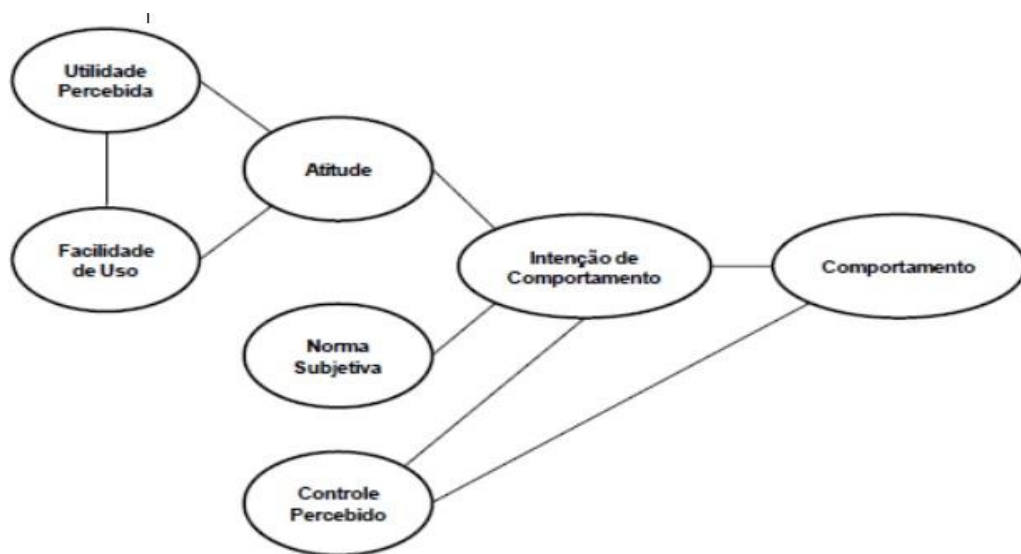 Utilidade
Percebida
Atitude
Facilidade
de Uso
Intenção de
Comportamento
Comportamento
Norma
Subjetiva
Controle
Percebido